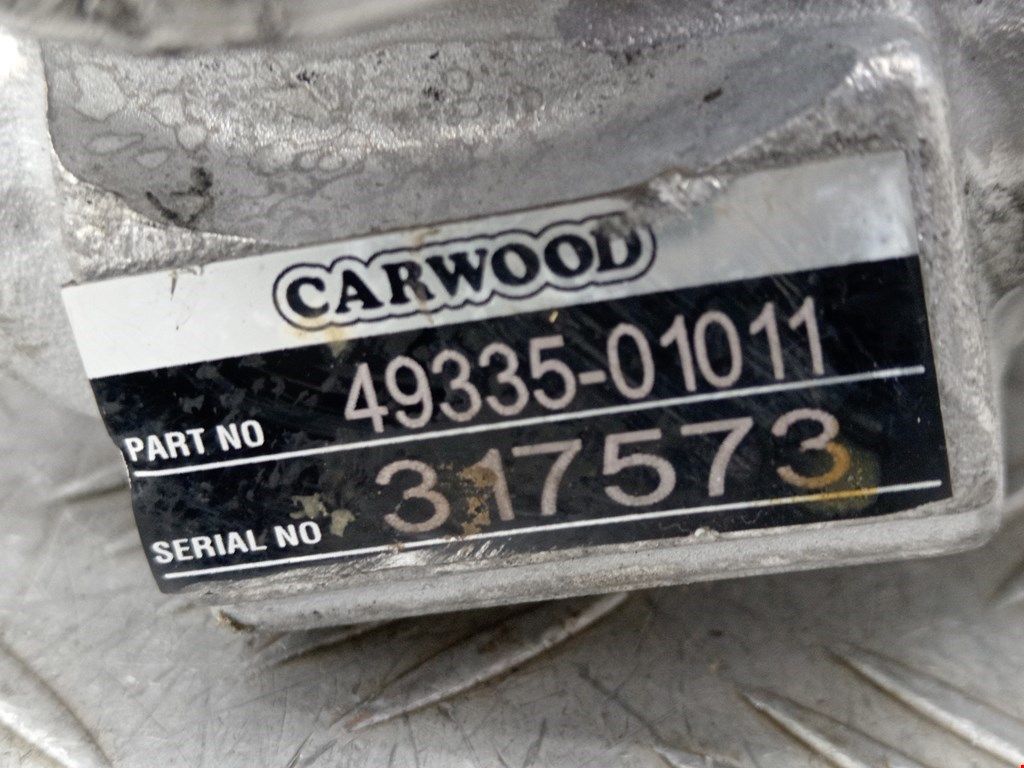 CARWOOD
PART NO 49335-01011
SERIAL NO 317573